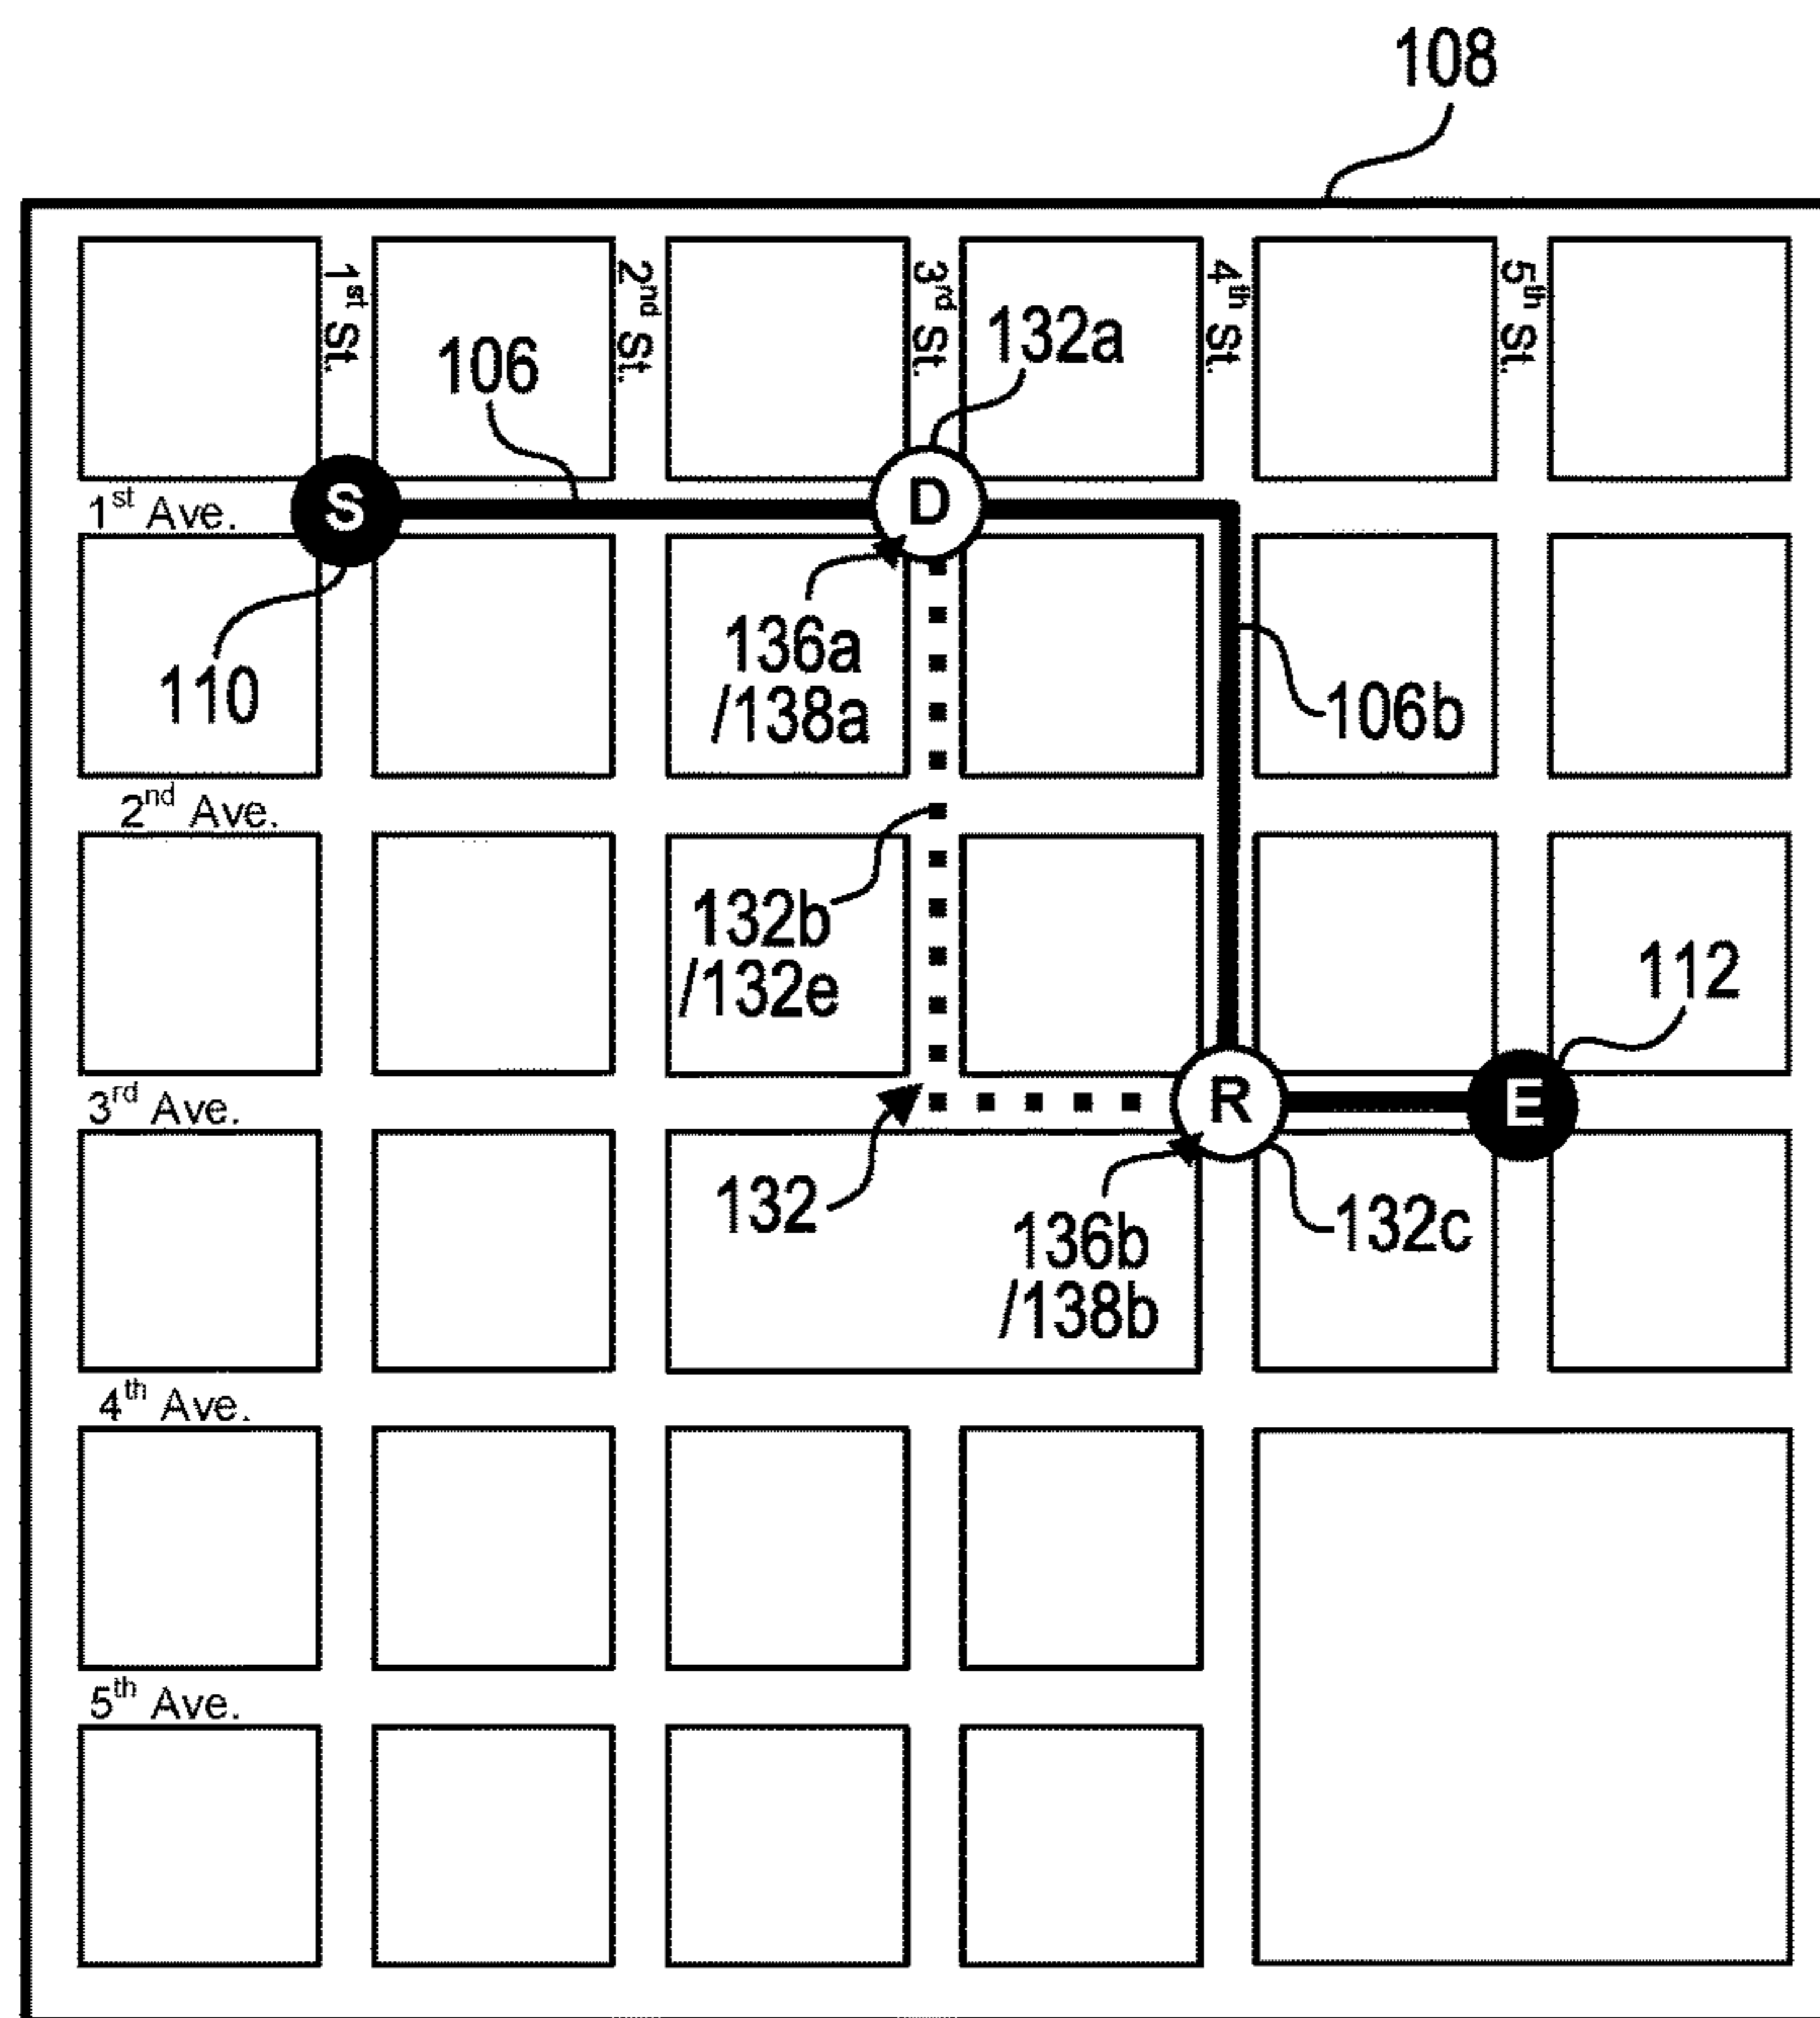 108
1st St.
2nd St.
3rd St.
4th St.
5th St.
132a
106
1st Ave.
S
D
136a
/138a
110
106b
2nd Ave.
132b
/132e
112
3rd Ave.
R
E
132
136b
/138b
132c
4th Ave.
5th Ave.